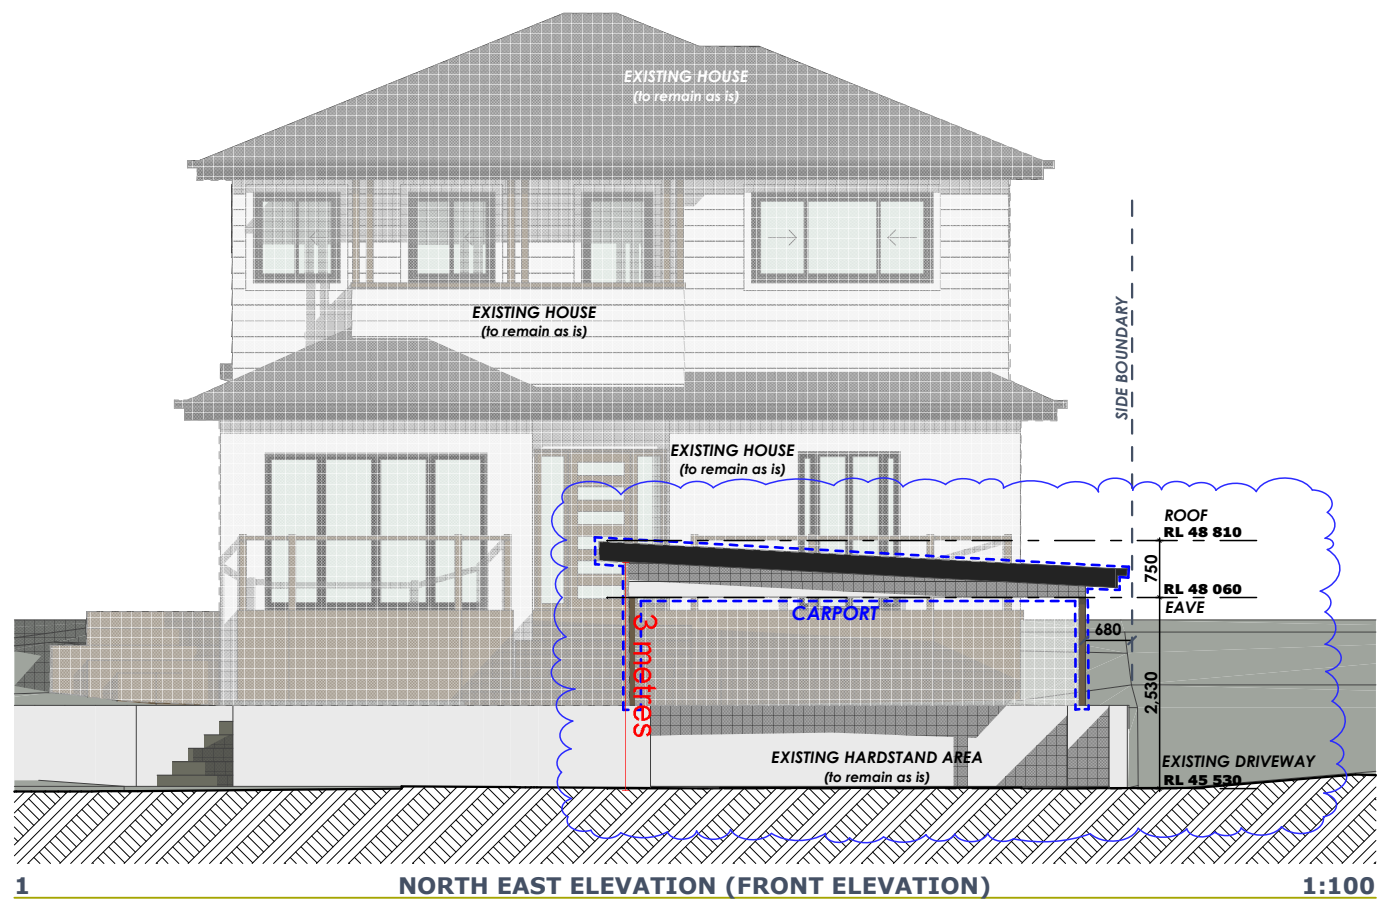 EXISTING HOUSE
(to remain as is)
EXISTING HOUSE
(to remain as is)
SIDE BOUNDARY
EXISTING HOUSE
(to remain as is)
ROOF
RL 48 810
750
RL 48 060
EAVE
CARPORT
680
3 metres
2,530
EXISTING HARDSTAND AREA
(to remain as is)
EXISTING DRIVEWAY
RL 45 530
1
NORTH EAST ELEVATION (FRONT ELEVATION)
1:100